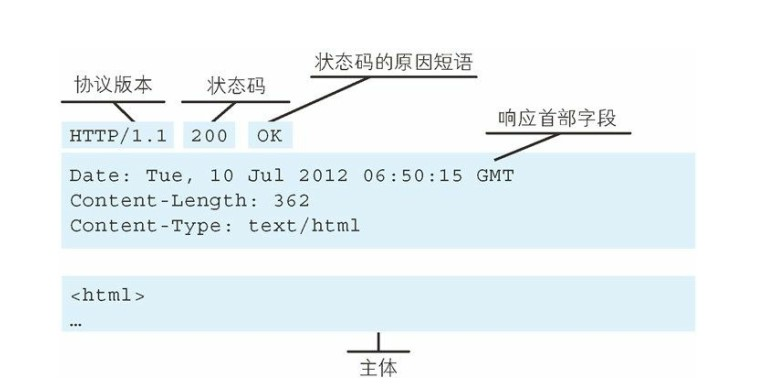 状态码的原因短语
协议版本 状态码
响应首部字段
HTTP/1.1 200 OK
Date: Tue, 10 Jul 2012 06:50:15 GMT
Content-Length: 362
Content-Type: text/html
<html>
…
主体